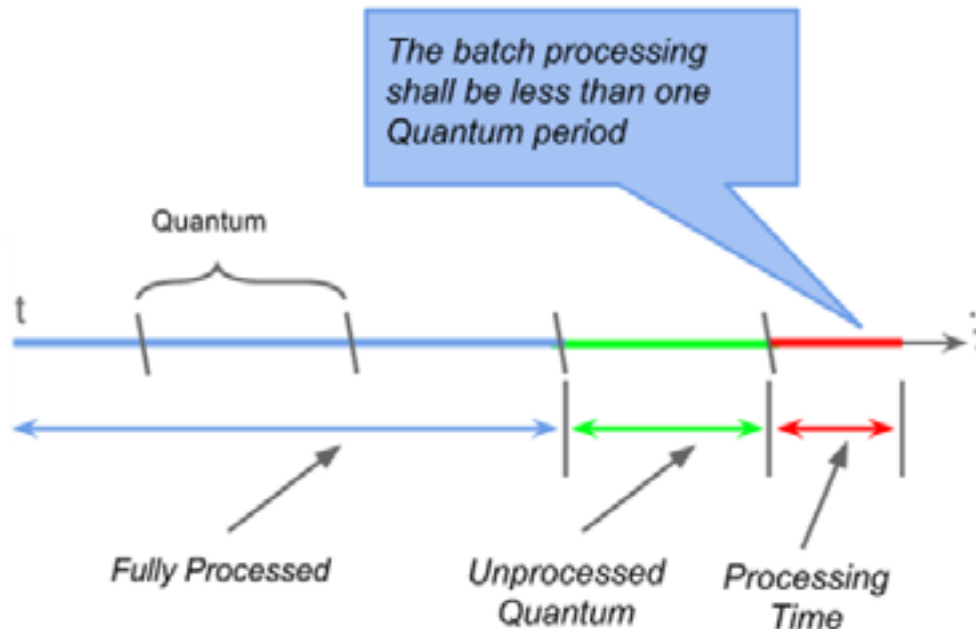 The batch processing
shall be less than one
Quantum period
Quantum
t
Fully Processed
Unprocessed
Quantum
Processing
Time